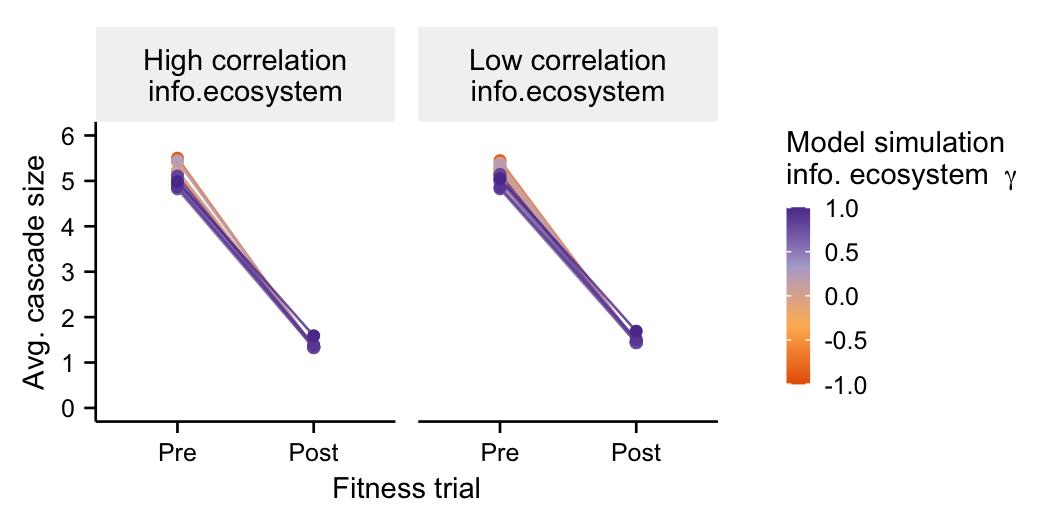 High correlation
info.ecosystem
Low correlation
info.ecosystem
Avg. cascade size
6
5
4
3
2
1
0
Pre
Post
Pre
Post
Fitness trial
Model simulation
info. ecosystem γ
1.0
0.5
0.0
-0.5
-1.0